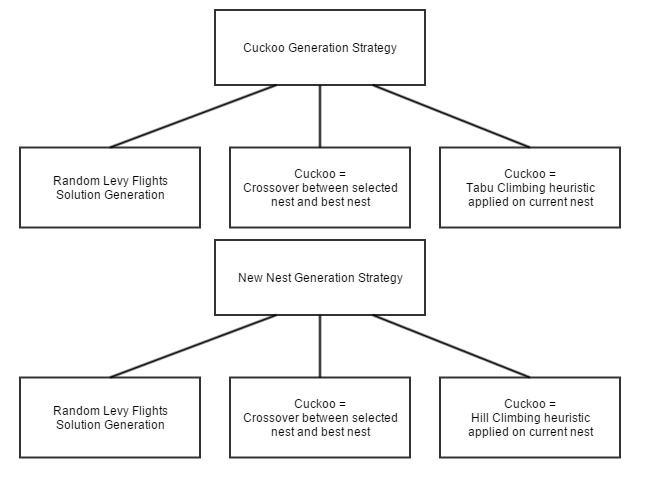 Cuckoo Generation Strategy
Random Levy Flights
Solution Generation
Cuckoo =
Crossover between selected
nest and best nest
Cuckoo =
Tabu Climbing heuristic
applied on current nest
New Nest Generation Strategy
Random Levy Flights
Solution Generation
Cuckoo =
Crossover between selected
nest and best nest
Cuckoo =
Hill Climbing heuristic
applied on current nest